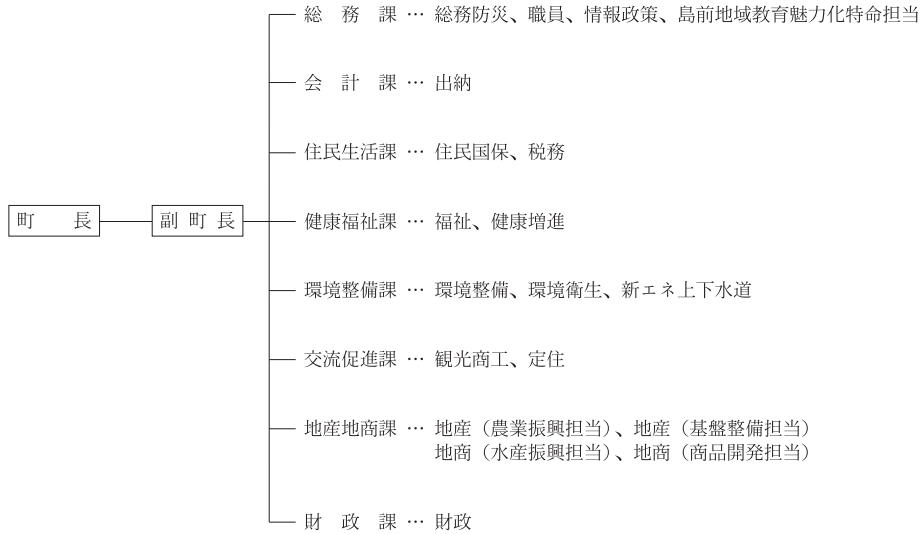 総務課 … 総務防災、職員、情報政策、島前地域教育魅力化特命担当
会計課 … 出納
住民生活課 … 住民国保、税務
町長
副町長
健康福祉課 … 福祉、健康増進
環境整備課 … 環境整備、環境衛生、新エネ上下水道
交流促進課 … 観光商工、定住
地産地商課 … 地産（農業振興担当）、地産（基盤整備担当）
地商（水産振興担当）、地商（商品開発担当）
財政課 … 財政